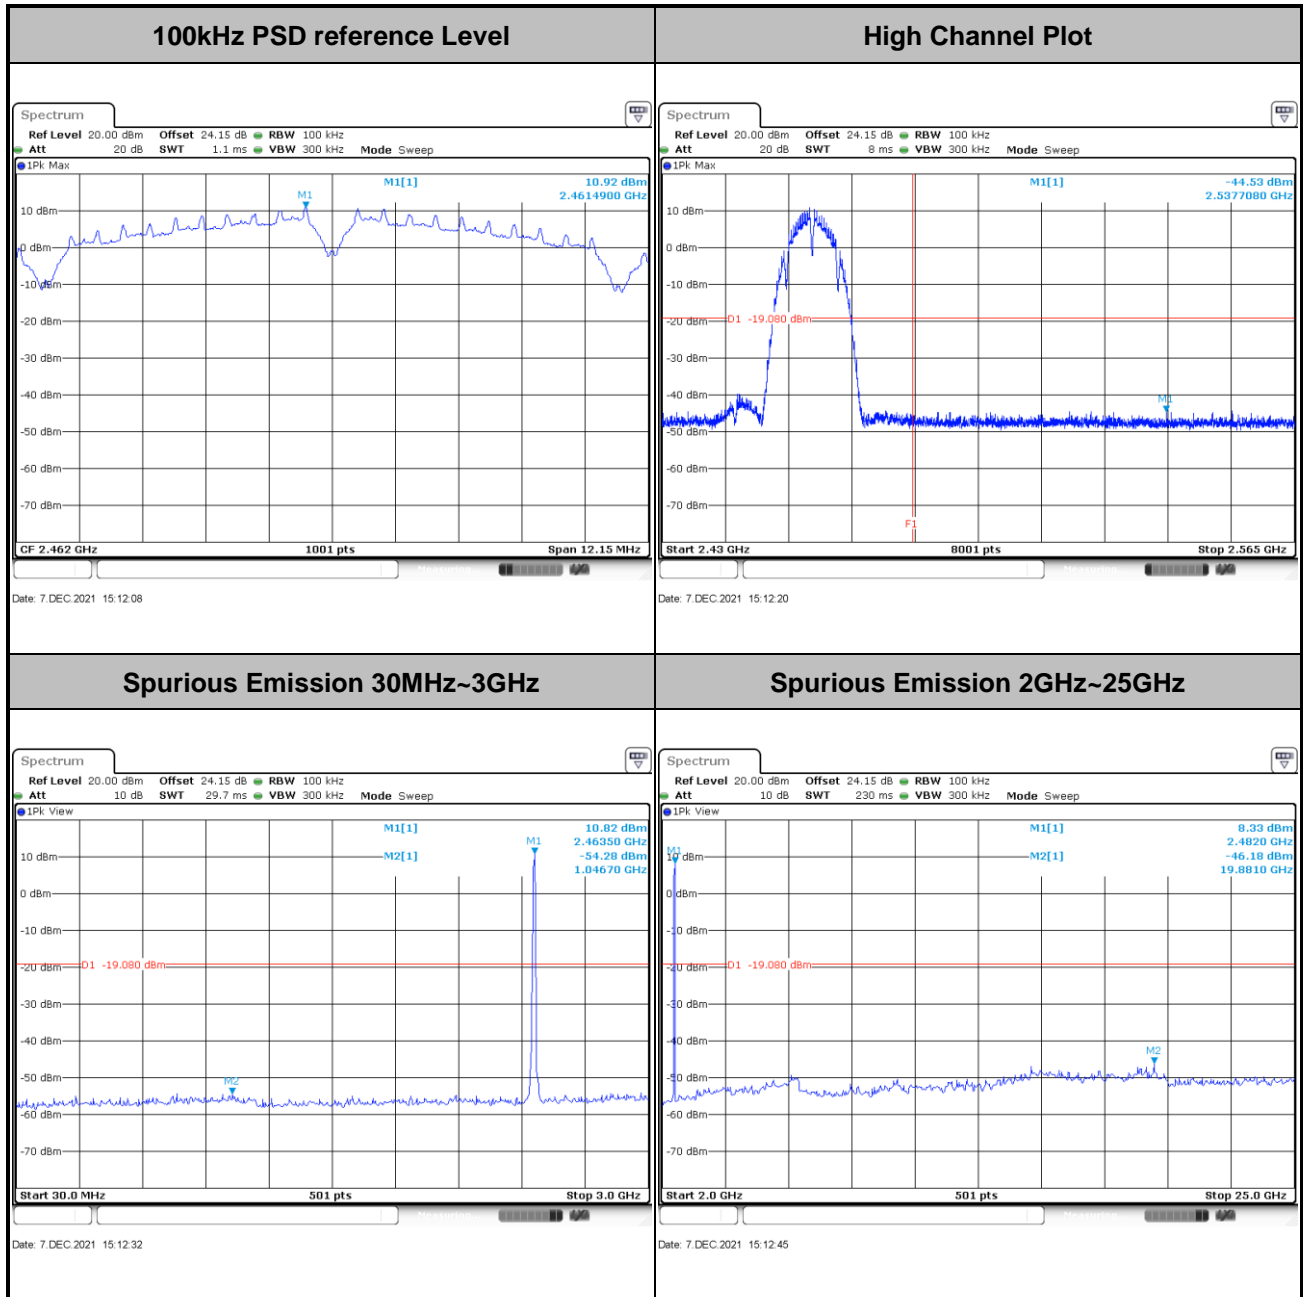 100kHz PSD reference Level
High Channel Plot
Spectrum
Ref Level 20.00 dBm Offset 24.15 dB RBW 100 kHz
Att 20 dB SWT 1.1 ms VBW 300 kHz Mode Sweep
1Pk Max
M1[1] 10.92 dBm
2.4614900 GHz
M1
10 dBm
0 dBm
-10 dBm
-20 dBm
-30 dBm
-40 dBm
-50 dBm
-60 dBm
-70 dBm
CF 2.462 GHz 1001 pts Span 12.15 MHz
Measuring
Date: 7.DEC.2021 15:12:08
Spectrum
Ref Level 20.00 dBm Offset 24.15 dB RBW 100 kHz
Att 20 dB SWT 8 ms VBW 300 kHz Mode Sweep
1Pk Max
M1[1] -44.53 dBm
2.5377080 GHz
10 dBm
0 dBm
-10 dBm
-20 dBm
D1 -19.080 dBm
-30 dBm
-40 dBm
M1
-50 dBm
-60 dBm
-70 dBm
F1
Start 2.43 GHz 8001 pts Stop 2.565 GHz
Measuring
Date: 7.DEC.2021 15:12:20
Spurious Emission 30MHz~3GHz
Spurious Emission 2GHz~25GHz
Spectrum
Ref Level 20.00 dBm Offset 24.15 dB RBW 100 kHz
Att 10 dB SWT 29.7 ms VBW 300 kHz Mode Sweep
1Pk View
M1[1] 10.82 dBm
2.46350 GHz
M1
10 dBm
M2[1] -54.28 dBm
1.04670 GHz
0 dBm
-10 dBm
-20 dBm
D1 -19.080 dBm
-30 dBm
-40 dBm
-50 dBm
M2
-60 dBm
-70 dBm
Start 30.0 MHz 501 pts Stop 3.0 GHz
Measuring
Date: 7.DEC.2021 15:12:32
Spectrum
Ref Level 20.00 dBm Offset 24.15 dB RBW 100 kHz
Att 10 dB SWT 230 ms VBW 300 kHz Mode Sweep
1Pk View
M1[1] 8.33 dBm
2.4820 GHz
M1
10 dBm
M2[1] -46.18 dBm
19.8810 GHz
0 dBm
-10 dBm
-20 dBm
D1 -19.080 dBm
-30 dBm
-40 dBm
M2
-50 dBm
-60 dBm
-70 dBm
Start 2.0 GHz 501 pts Stop 25.0 GHz
Measuring
Date: 7.DEC.2021 15:12:45